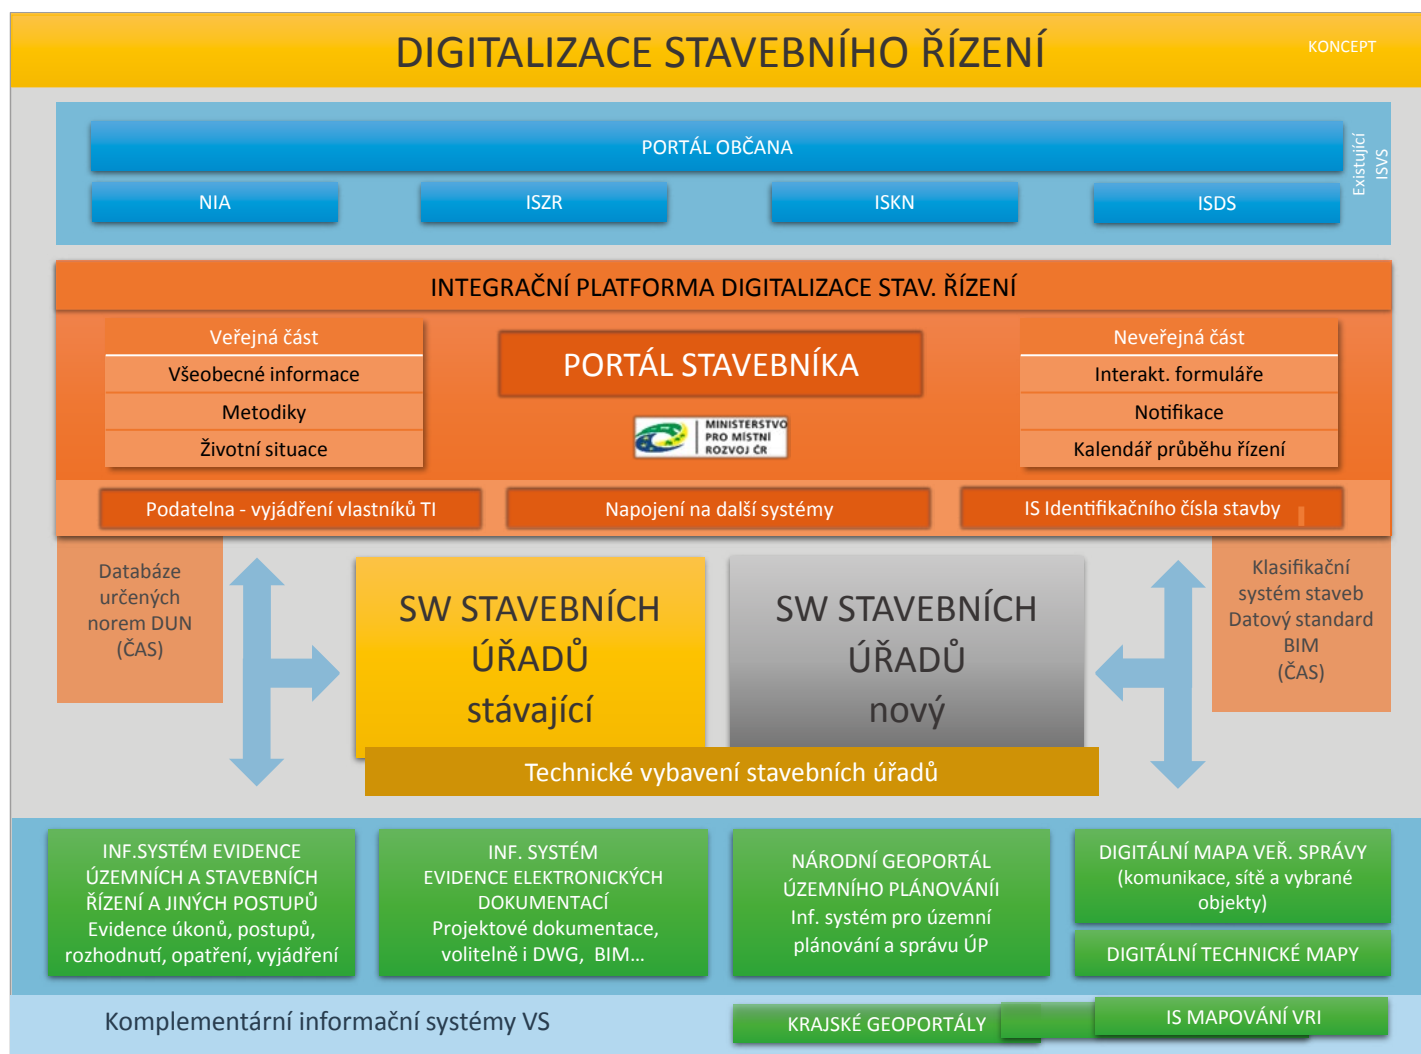 DIGITALIZACE STAVEBNÍHO ŘÍZENÍ
KONCEPT
PORTÁL OBČANA
Existující
ISVS
NIA
ISZR
ISKN
ISDS
INTEGRAČNÍ PLATFORMA DIGITALIZACE STAV. ŘÍZENÍ
Veřejná část
Všeobecné informace
Metodiky
Životní situace
PORTÁL STAVEBNÍKA
MINISTERSTVO
PRO MÍSTNÍ
ROZVOJ ČR
Neveřejná část
Interakt. formuláře
Notifikace
Kalendář průběhu řízení
Podatelna - vyjádření vlastníků TI
Napojení na další systémy
IS Identifikačního čísla stavby
Databáze
určených
norem DUN
(ČAS)
SW STAVEBNÍCH
ÚŘADŮ
stávající
SW STAVEBNÍCH
ÚŘADŮ
nový
Klasifikační
systém staveb
Datový standard
BIM
(ČAS)
Technické vybavení stavebních úřadů
INF.SYSTÉM EVIDENCE
ÚZEMNÍCH A STAVEBNÍCH
ŘÍZENÍ A JINÝCH POSTUPŮ
Evidence úkonů, postupů,
rozhodnutí, opatření, vyjádření
INF. SYSTÉM
EVIDENCE ELEKTRONICKÝCH
DOKUMENTACÍ
Projektové dokumentace,
volitelně i DWG, BIM...
NÁRODNÍ GEOPORTÁL
ÚZEMNÍHO PLÁNOVÁNÍI
Inf. systém pro územní
plánování a správu ÚP
DIGITÁLNÍ MAPA VEŘ. SPRÁVY
(komunikace, sítě a vybrané
objekty)
DIGITÁLNÍ TECHNICKÉ MAPY
Komplementární informační systémy VS
KRAJSKÉ GEOPORTÁLY
IS MAPOVÁNÍ VRI